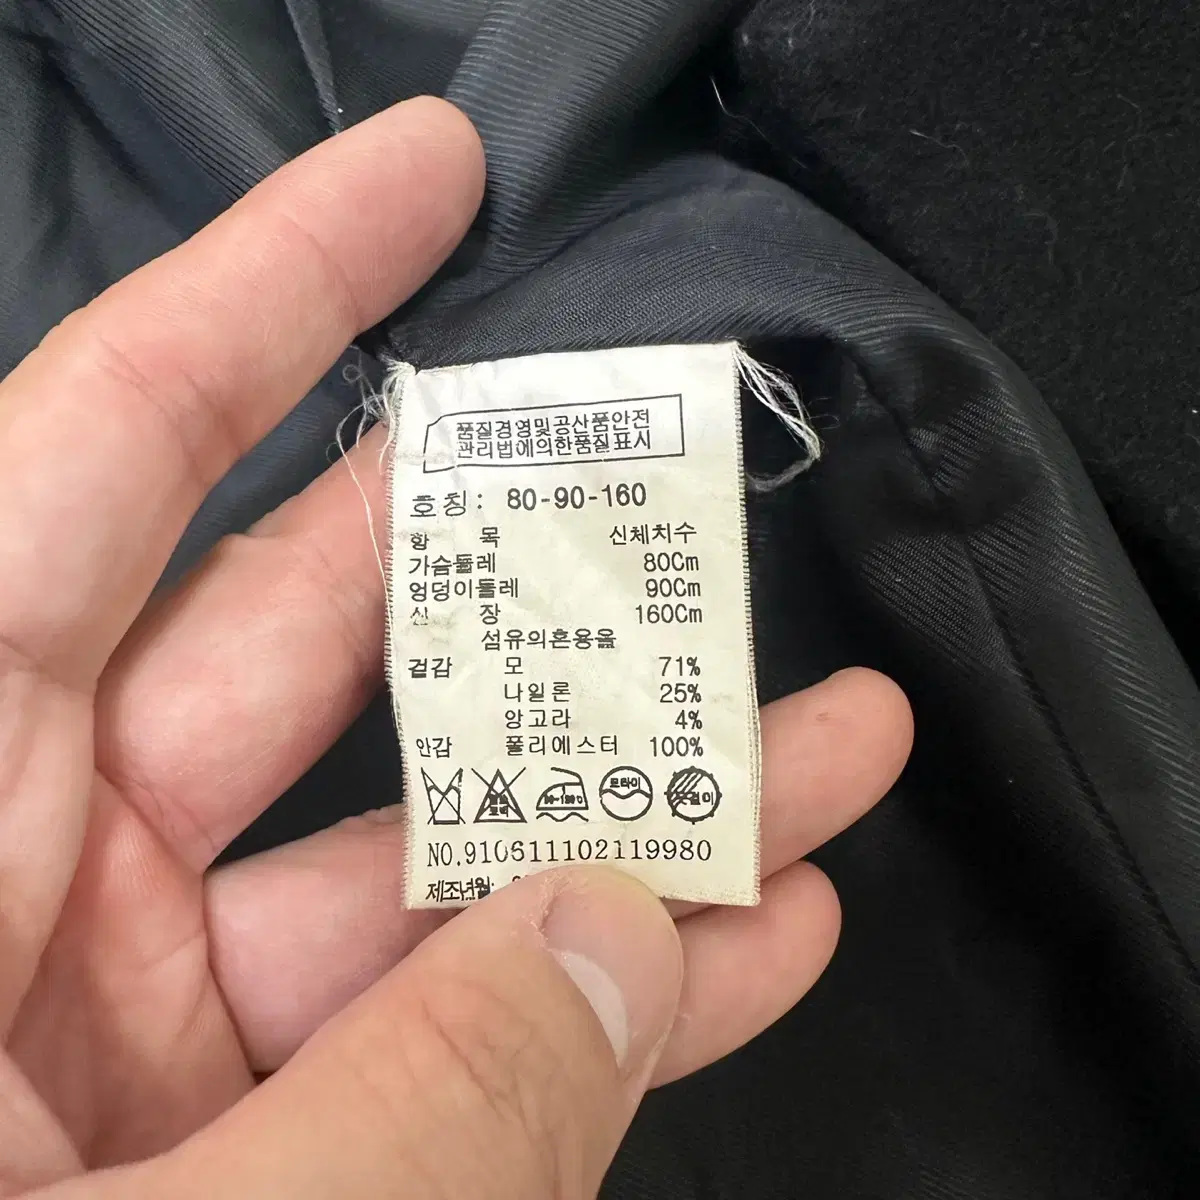 품질경영및공산품안전
관리법에의한품질표시
호칭: 80-90-160
항 목 신체치수
가슴둘레 80Cm
엉덩이둘레 90Cm
신 장 160Cm
섬유의혼용율
겉감 모 71%
나일론 25%
앙고라 4%
안감 폴리에스터 100%
드라이
옷걸이
NO.910611102119980
제조년월: